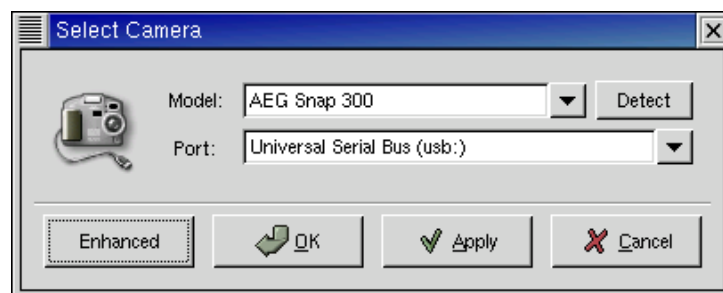 Select Camera
Model: AEG Snap 300 Detect
Port: Universal Serial Bus (usb:)
Enhanced OK Apply Cancel